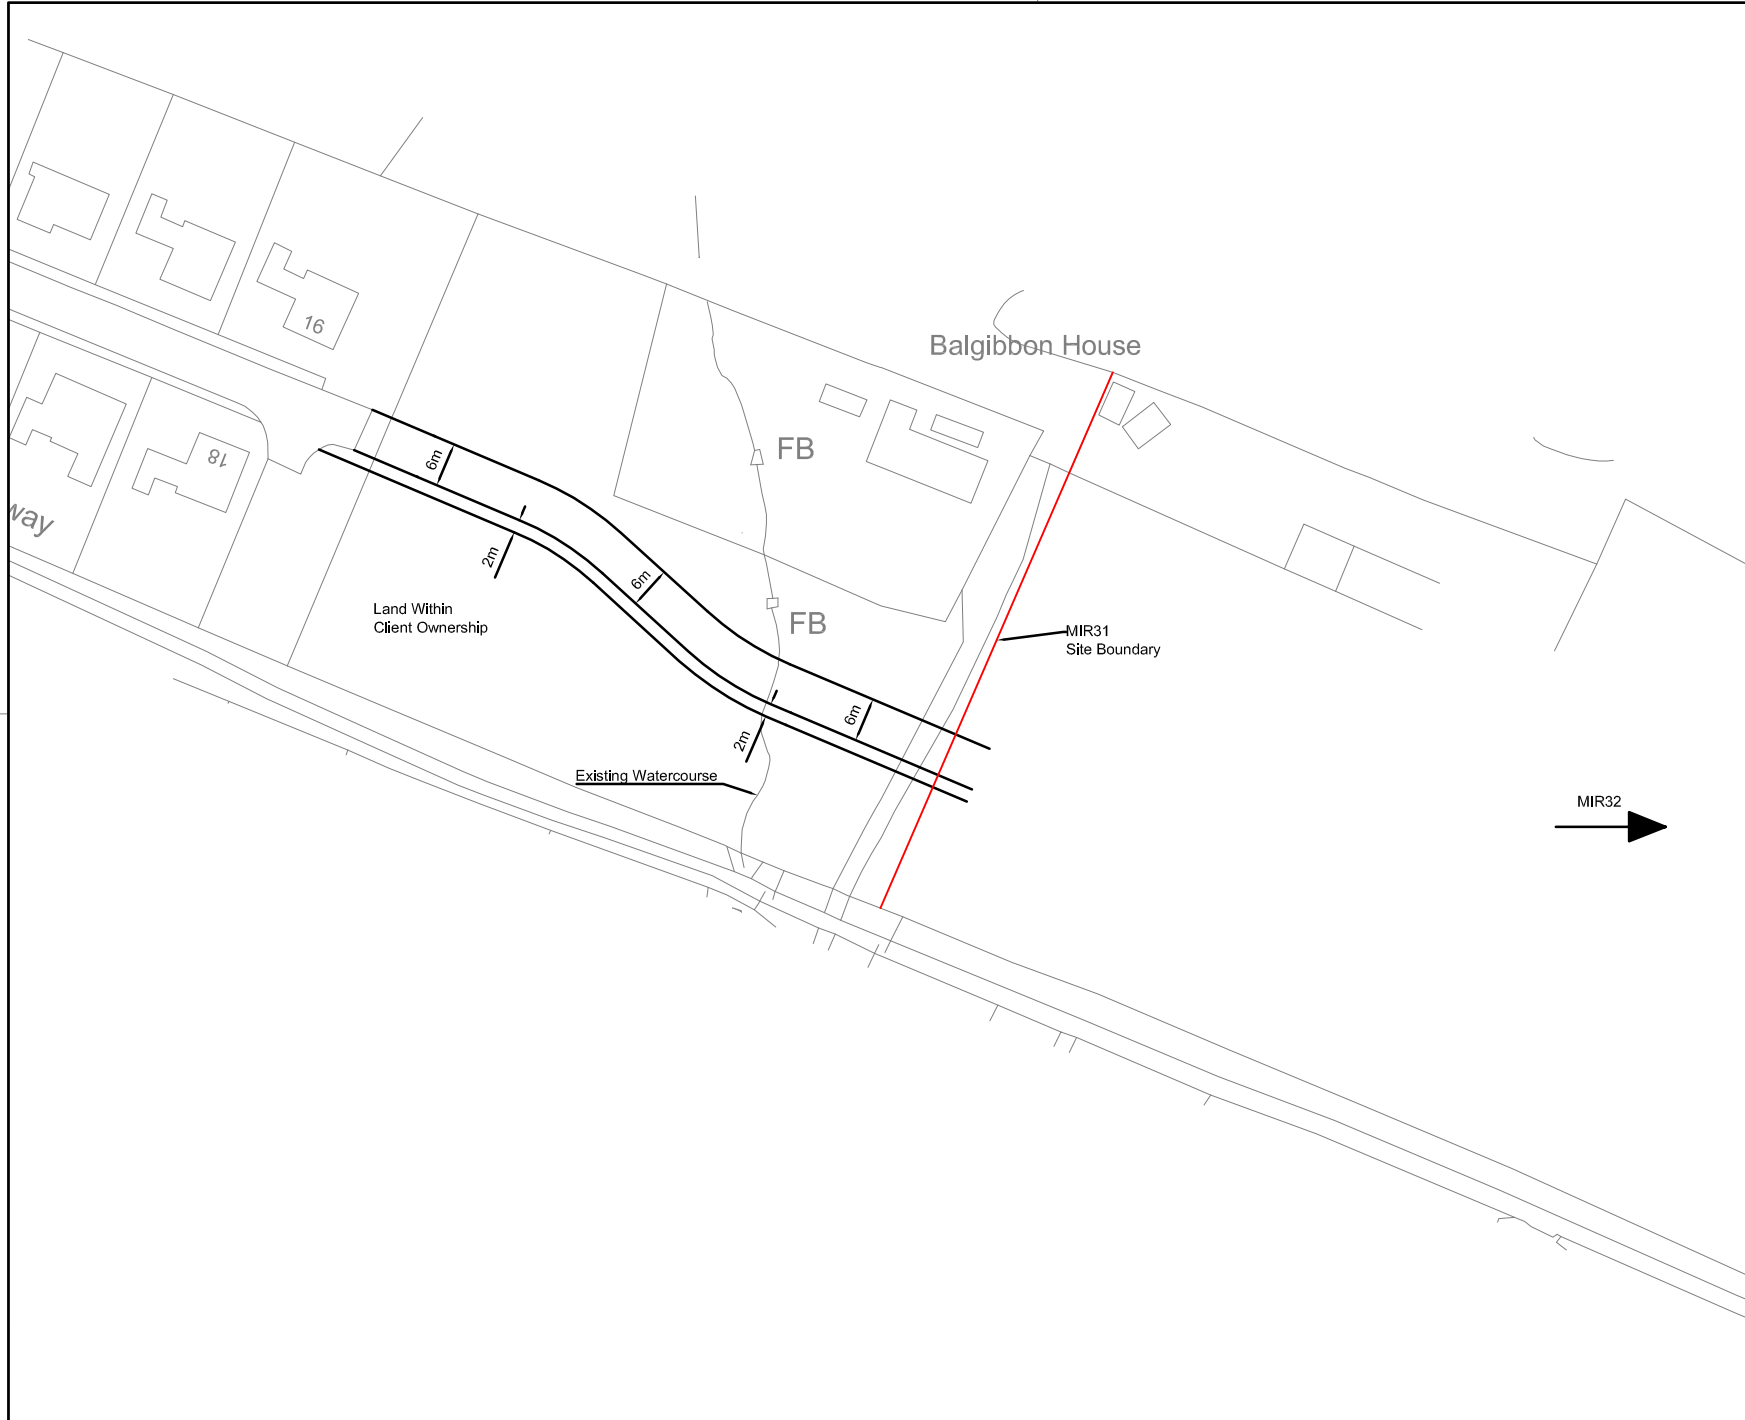 16
Balgibbon House
FB
6m
18
way
2m
6m
Land Within
Client Ownership
FB
MIR31
Site Boundary
6m
2m
Existing Watercourse
MIR32